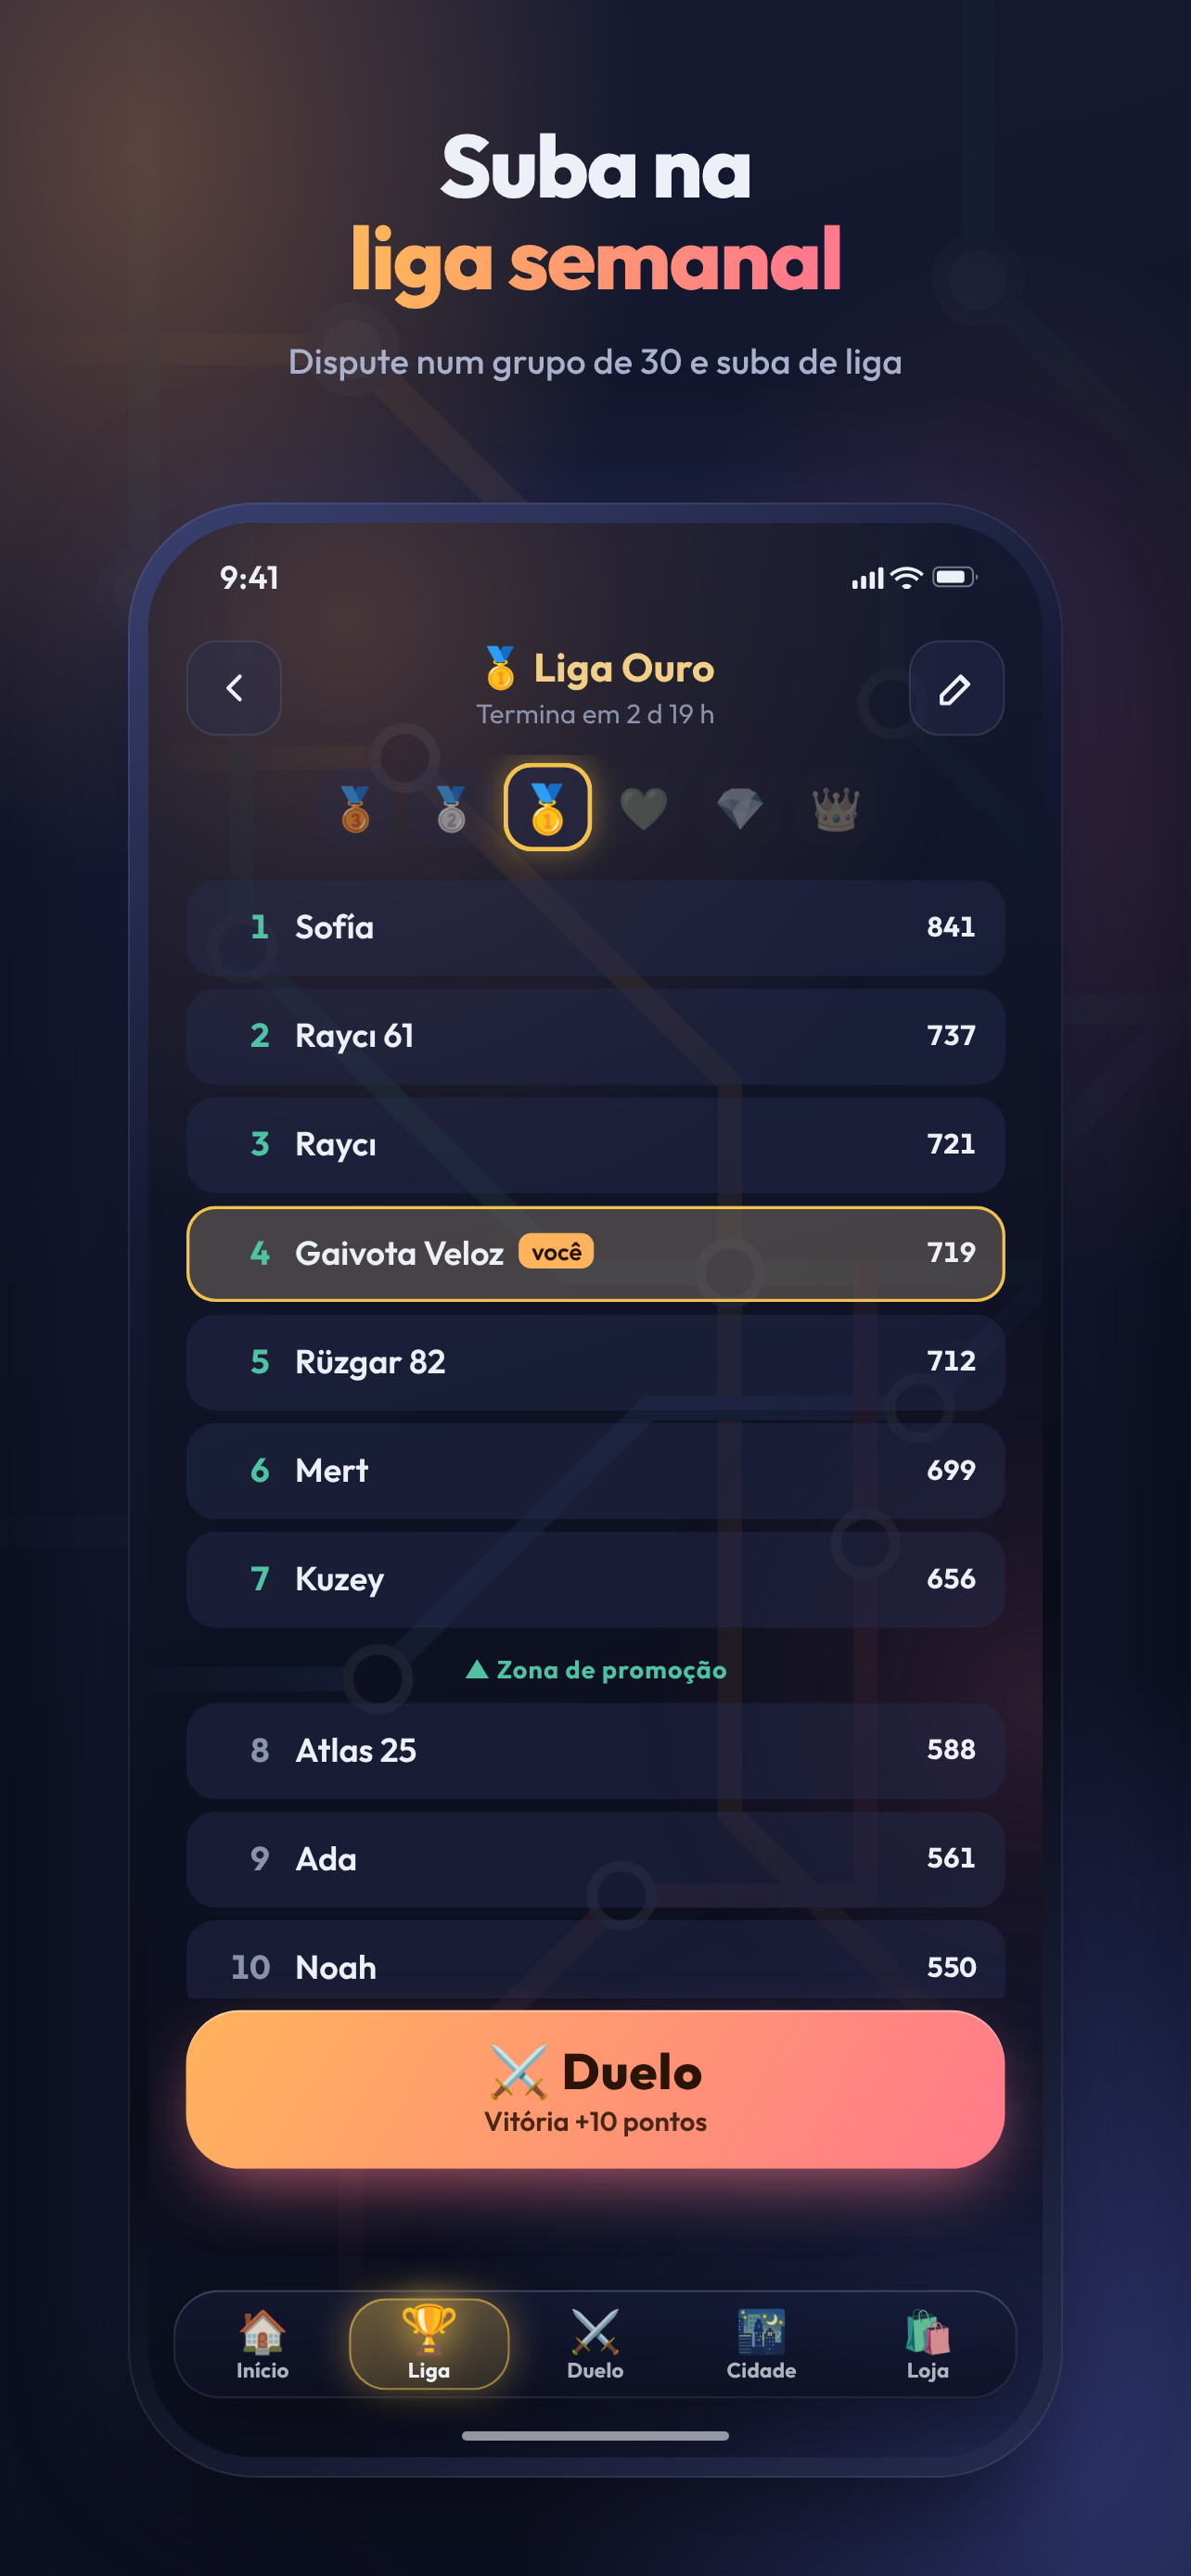 Suba na
liga semanal
Dispute num grupo de 30 e suba de liga
9:41
🥇 Liga Ouro
Termina em 2 d 19 h
1 Sofía 841
2 Raycı 61 737
3 Raycı 721
4 Gaivota Veloz você 719
5 Rüzgar 82 712
6 Mert 699
7 Kuzey 656
▲ Zona de promoção
8 Atlas 25 588
9 Ada 561
10 Noah 550
⚔️ Duelo
Vitória +10 pontos
Início Liga Duelo Cidade Loja